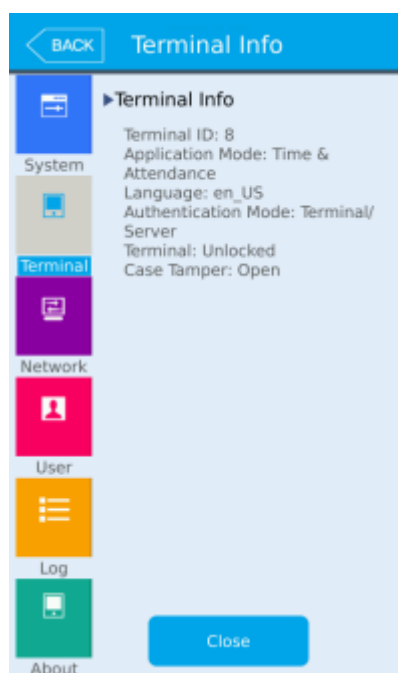 BACK
Terminal Info
System
Terminal
Network
User
Log
About
▶Terminal Info
Terminal ID: 8
Application Mode: Time &
Attendance
Language: en_US
Authentication Mode: Terminal/
Server
Terminal: Unlocked
Case Tamper: Open
Close